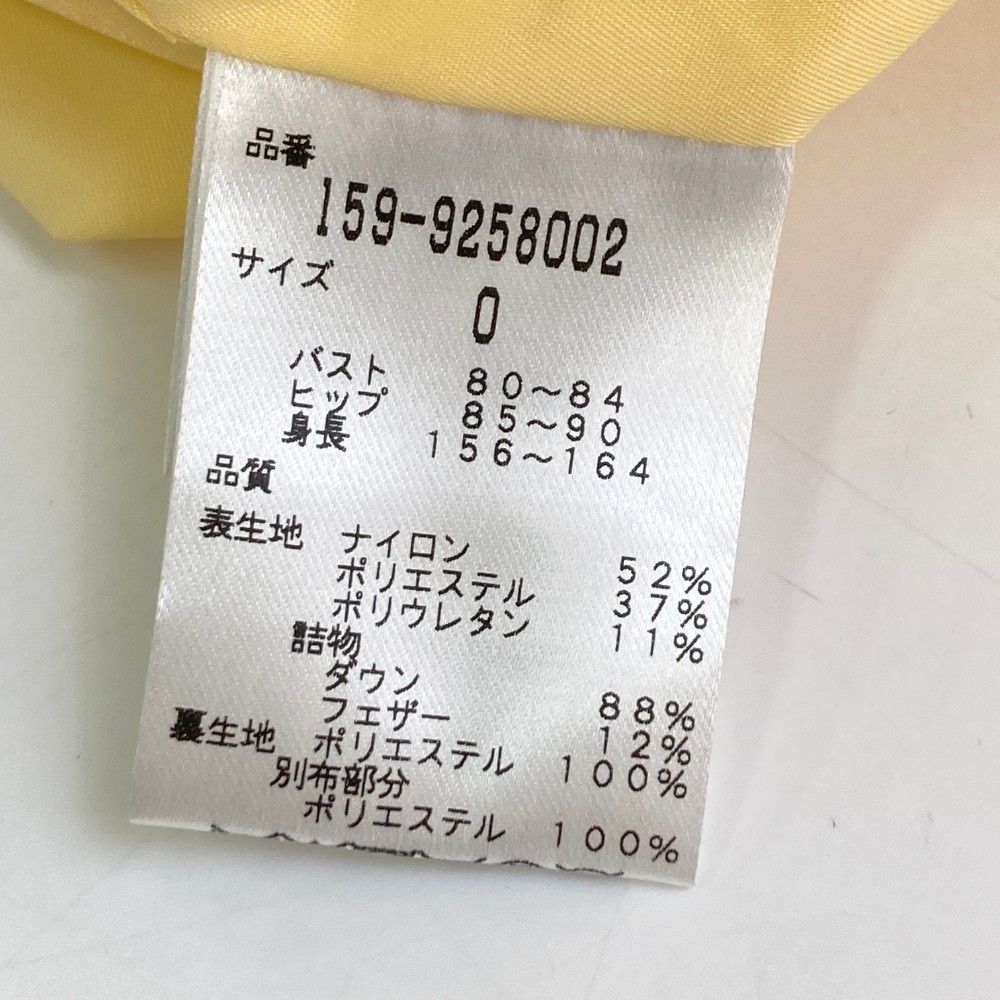 品番
159-9258002
サイズ
0
バスト 80～84
ヒップ 85～90
身長 156～164
品質
表生地 ナイロン 52%
ポリエステル 37%
ポリウレタン 11%
詰物
ダウン 88%
フェザー 12%
裏生地 ポリエステル 100%
別布部分
ポリエステル 100%